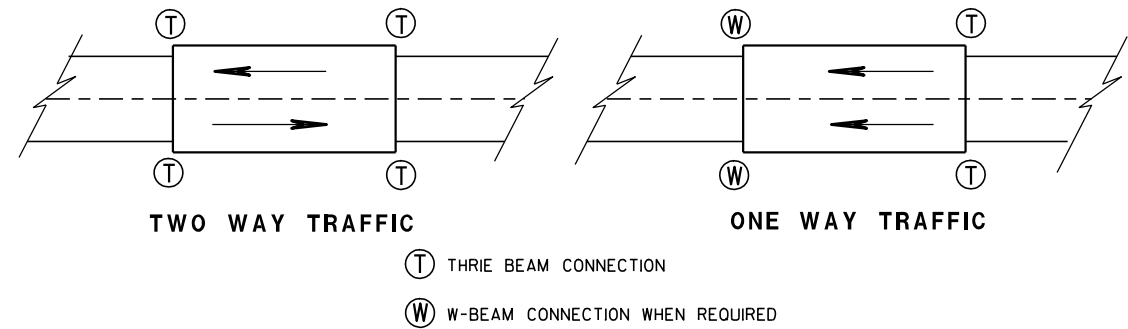 T T W T
T T W T
TWO WAY TRAFFIC
ONE WAY TRAFFIC
T THRIE BEAM CONNECTION
W W-BEAM CONNECTION WHEN REQUIRED